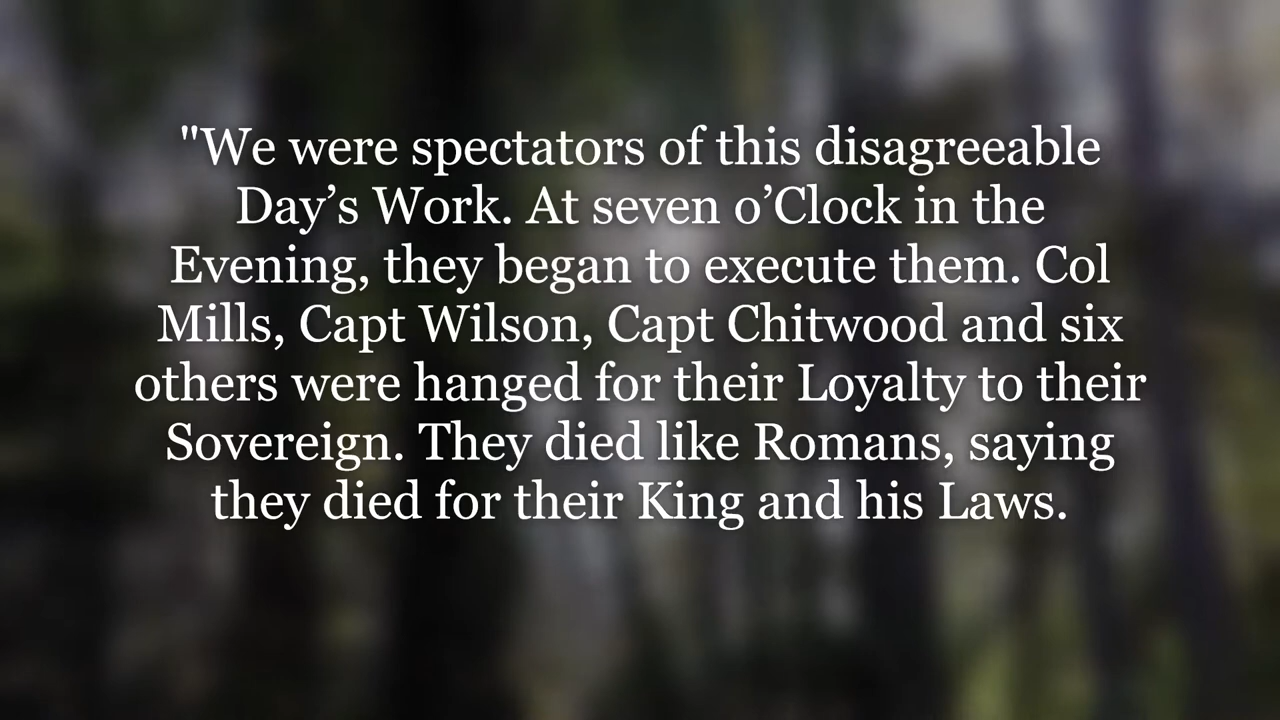 "We were spectators of this disagreeable
Day’s Work. At seven o’Clock in the
Evening, they began to execute them. Col
Mills, Capt Wilson, Capt Chitwood and six
others were hanged for their Loyalty to their
Sovereign. They died like Romans, saying
they died for their King and his Laws.